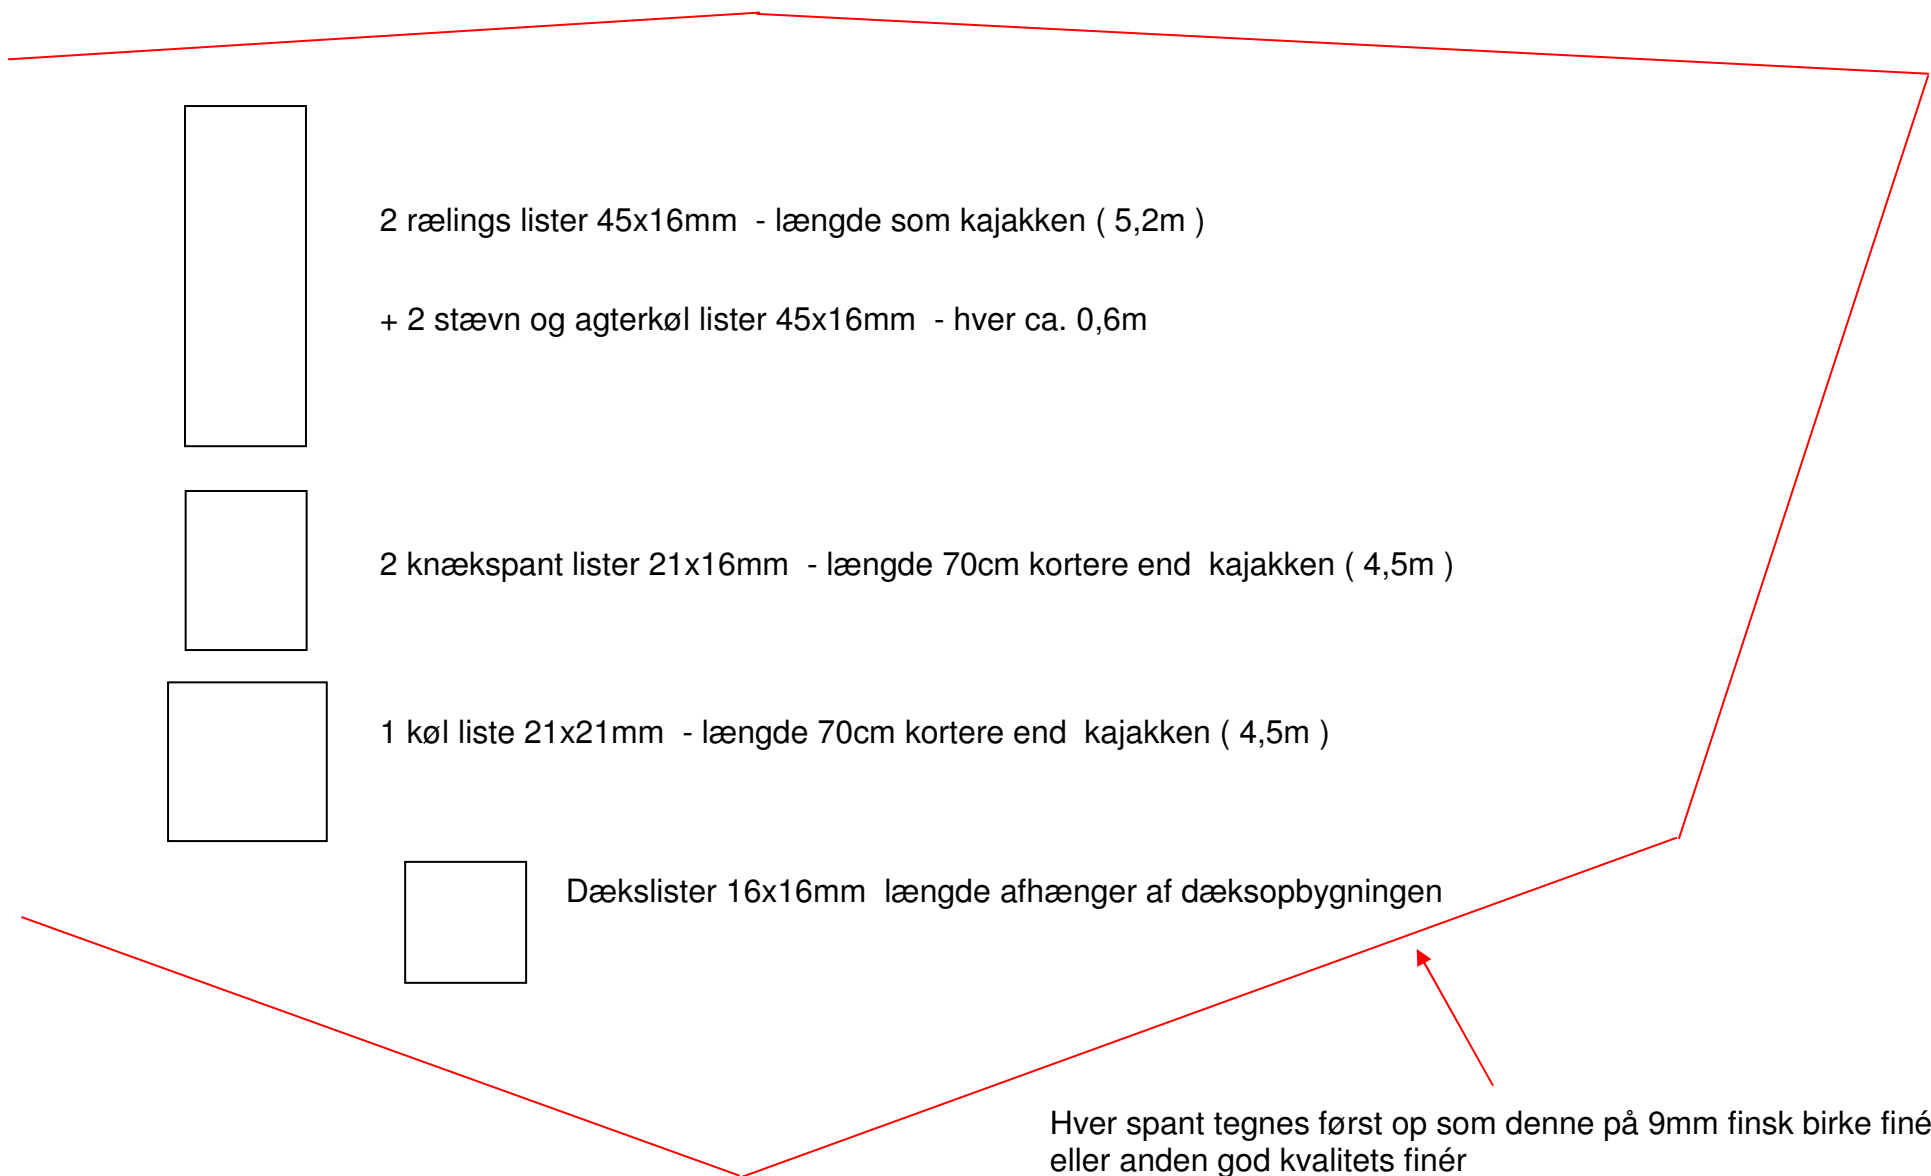 2 rælings lister 45x16mm - længde som kajakken ( 5,2m )
+ 2 stævn og agterkøl lister 45x16mm - hver ca. 0,6m
2 knækspant lister 21x16mm - længde 70cm kortere end kajakken ( 4,5m )
1 køl liste 21x21mm - længde 70cm kortere end kajakken ( 4,5m )
Dækslister 16x16mm længde afhænger af dæksopbygningen
Hver spant tegnes først op som denne på 9mm finsk birke finé
eller anden god kvalitets finér